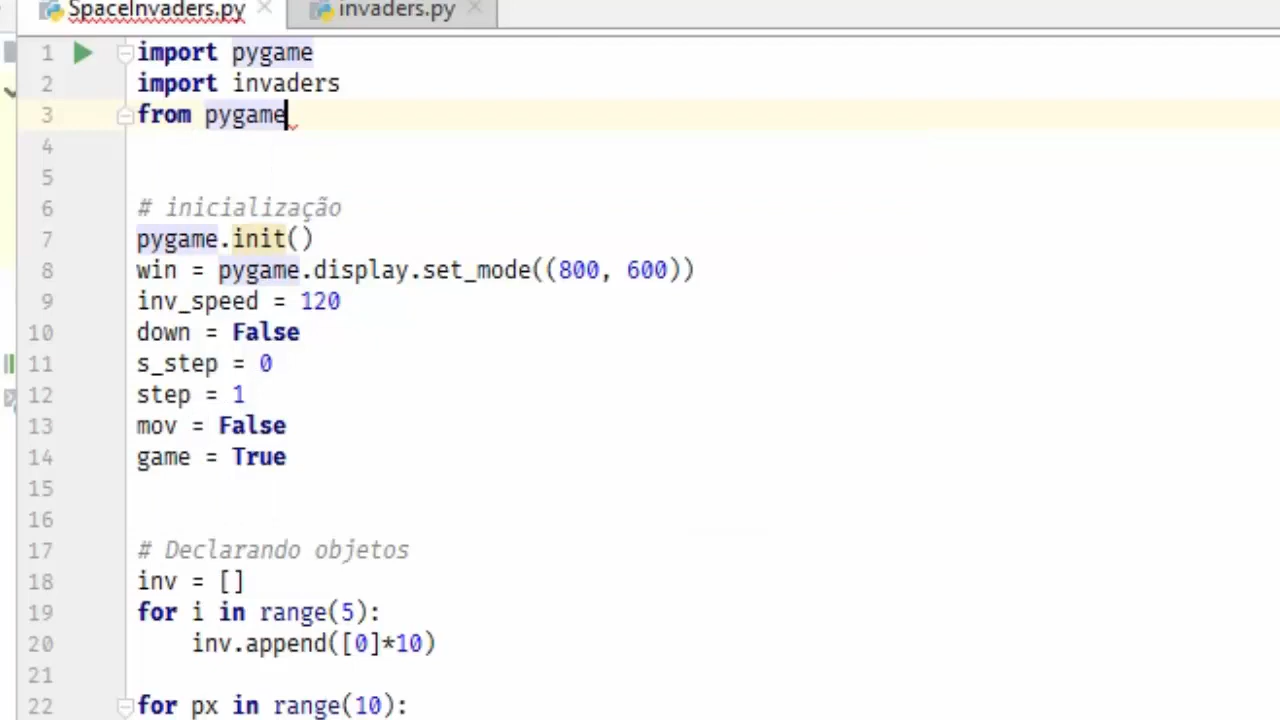 SpaceInvaders.py invaders.py
1 import pygame
2 import invaders
3 from pygame
4
5
6 # inicialização
7 pygame.init()
8 win = pygame.display.set_mode((800, 600))
9 inv_speed = 120
10 down = False
11 s_step = 0
12 step = 1
13 mov = False
14 game = True
15
16
17 # Declarando objetos
18 inv = []
19 for i in range(5):
20 inv.append([0]*10)
21
22 for px in range(10):